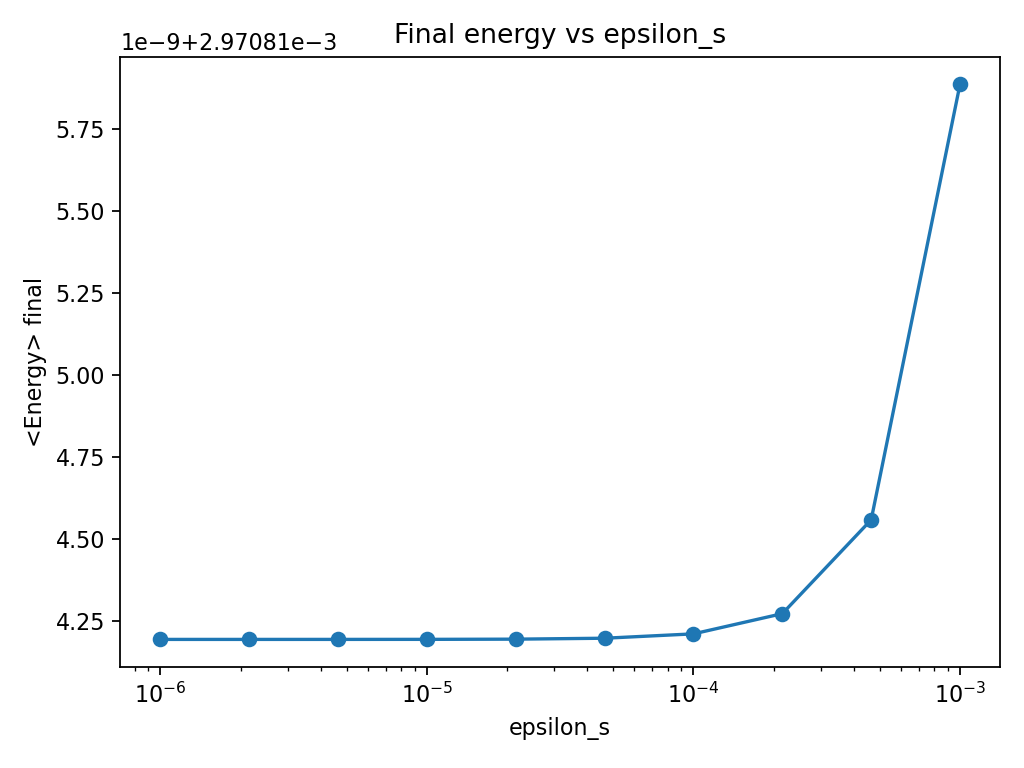 Final energy vs epsilon_s
1e−9+2.97081e−3
5.75
5.50
5.25
5.00
4.75
4.50
4.25
<Energy> final
10⁻⁶
10⁻⁵
10⁻⁴
10⁻³
epsilon_s